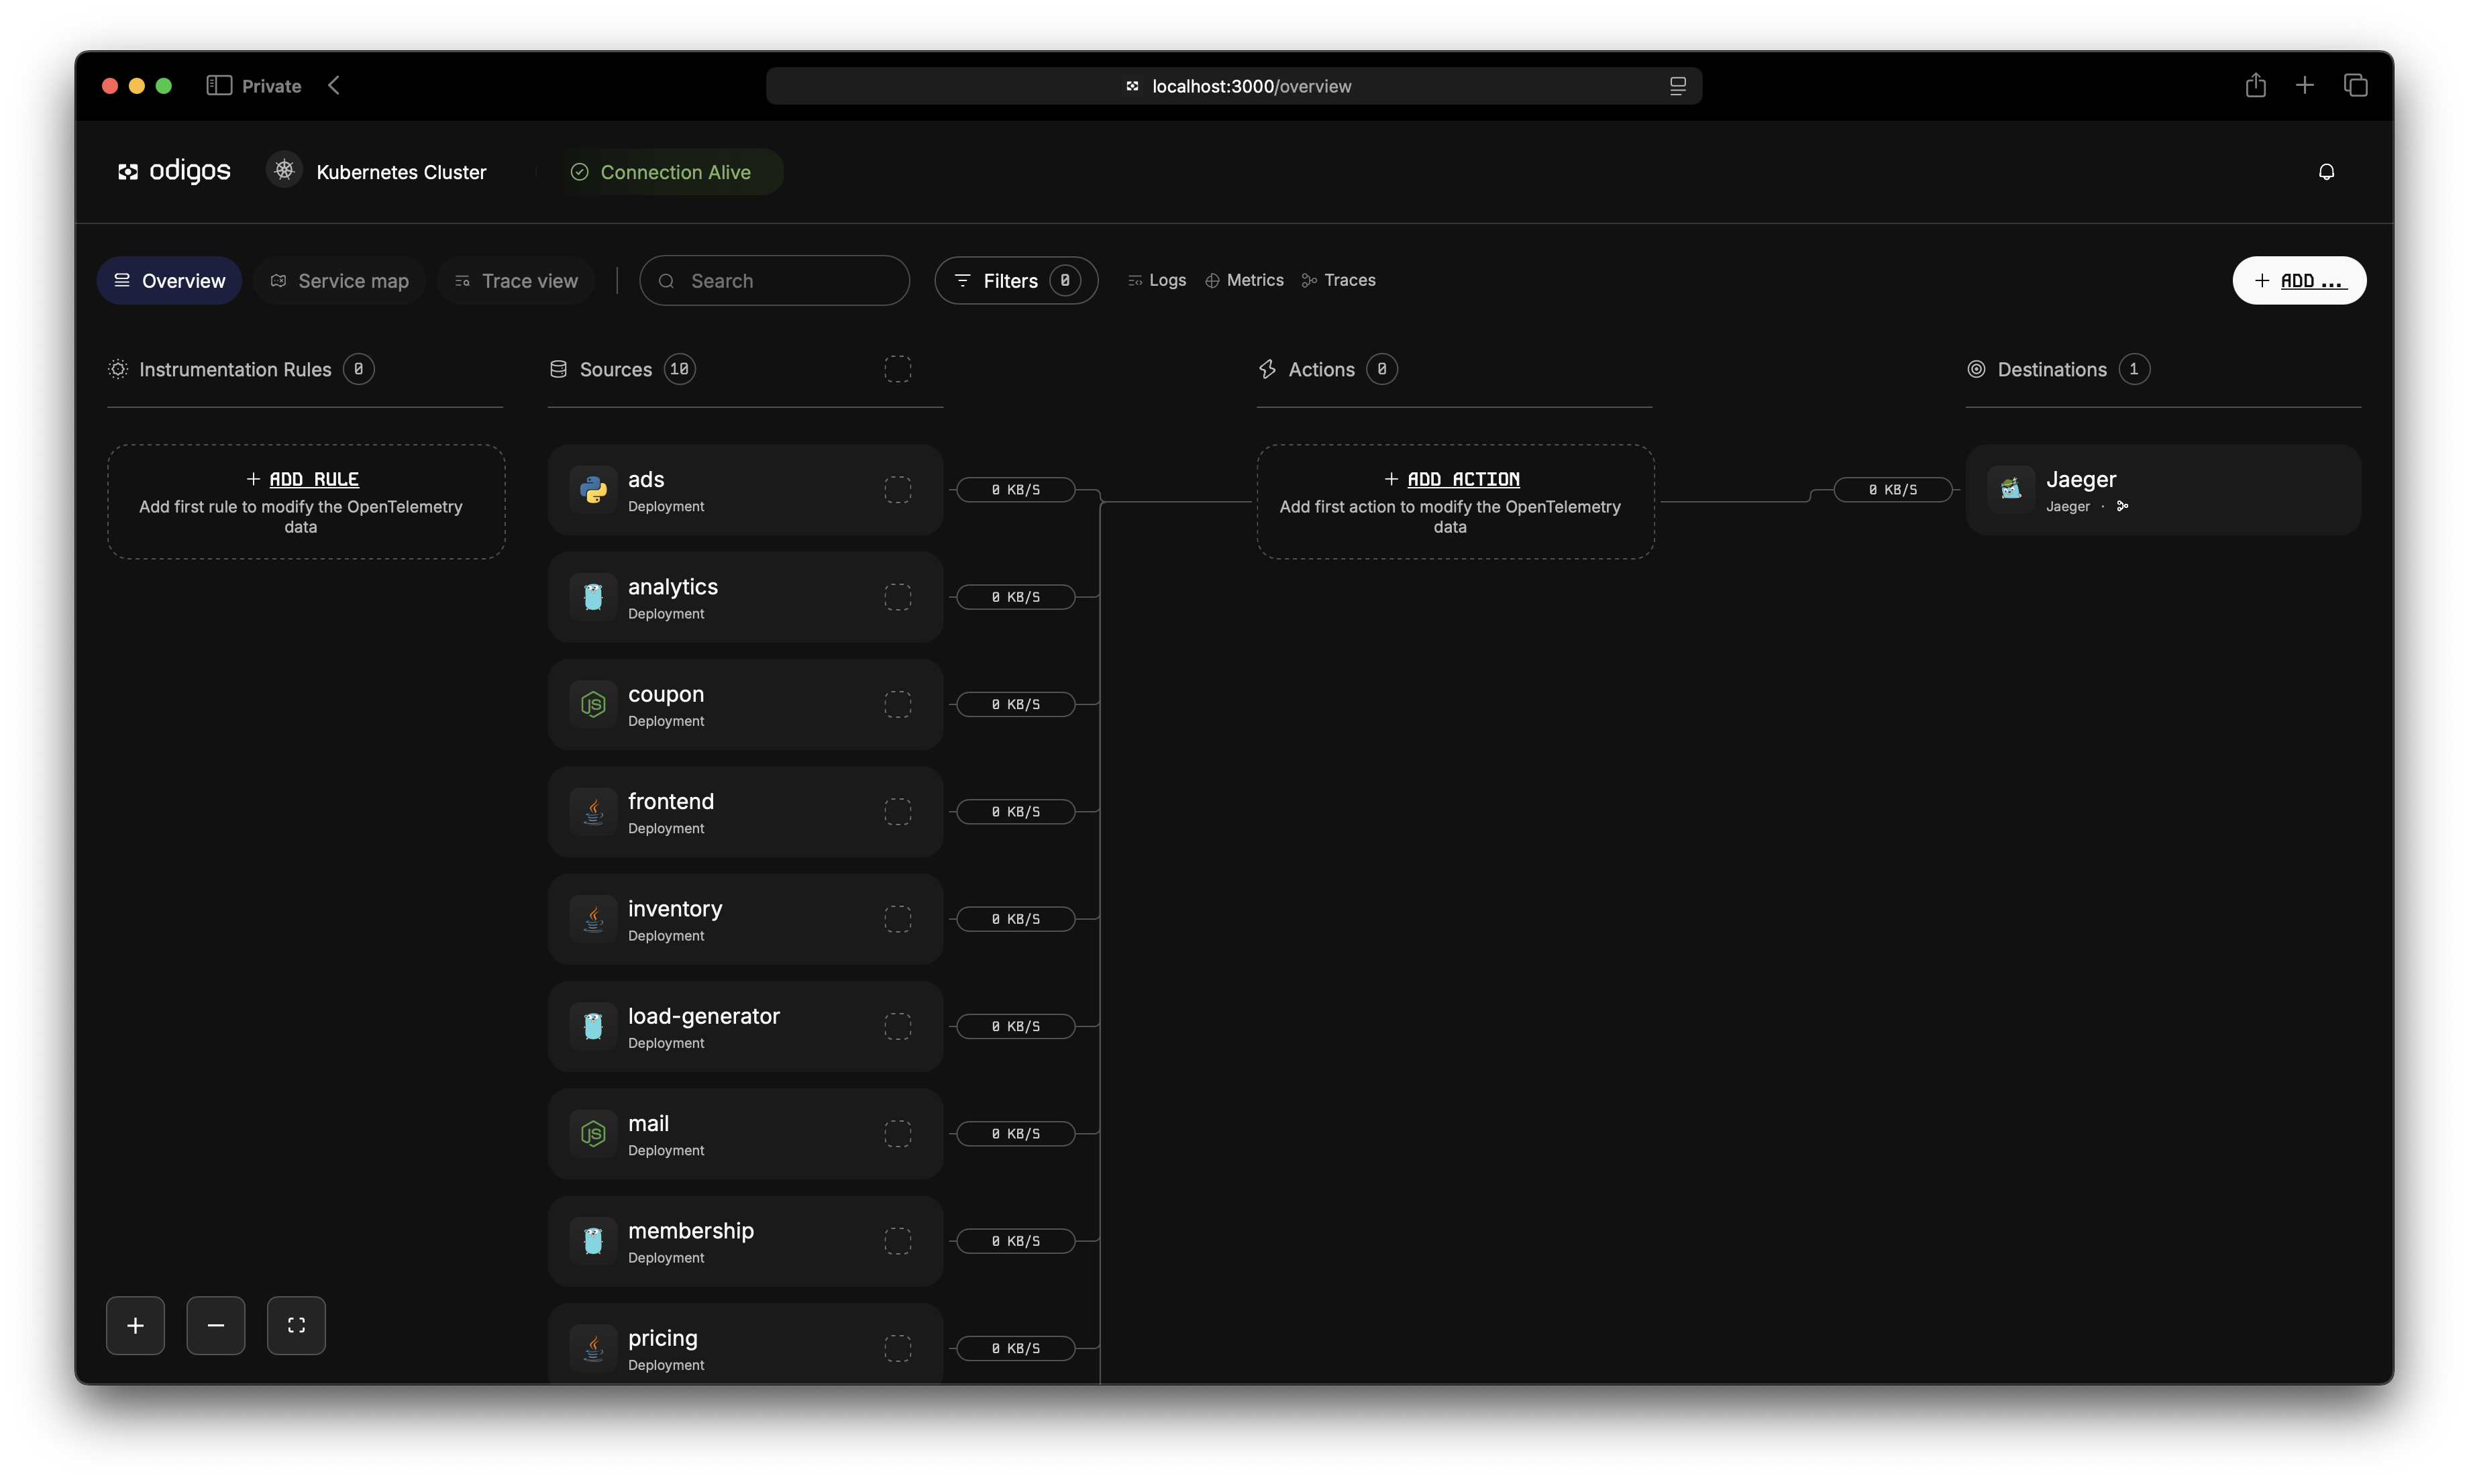 Private
localhost:3000/overview
odigos
Kubernetes Cluster
Connection Alive
Overview
Service map
Trace view
Search
Filters 0
Logs
Metrics
Traces
+ ADD ...
Instrumentation Rules 0
Sources 10
Actions 0
Destinations 1
+ ADD RULE
Add first rule to modify the OpenTelemetry
data
ads
Deployment
0 KB/S
+ ADD ACTION
Add first action to modify the OpenTelemetry
data
0 KB/S
Jaeger
Jaeger ·
analytics
Deployment
0 KB/S
coupon
Deployment
0 KB/S
JS
frontend
Deployment
0 KB/S
inventory
Deployment
0 KB/S
load-generator
Deployment
0 KB/S
mail
Deployment
0 KB/S
JS
membership
Deployment
0 KB/S
pricing
Deployment
0 KB/S